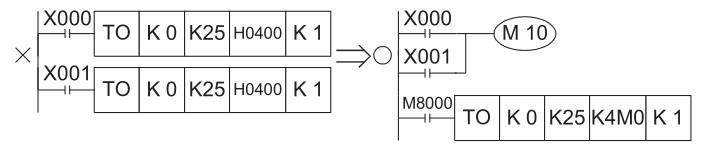 X000
TO K 0 K25 H0400 K 1
X001
TO K 0 K25 H0400 K 1
X000
M 10
X001
M8000
TO K 0 K25 K4M0 K 1